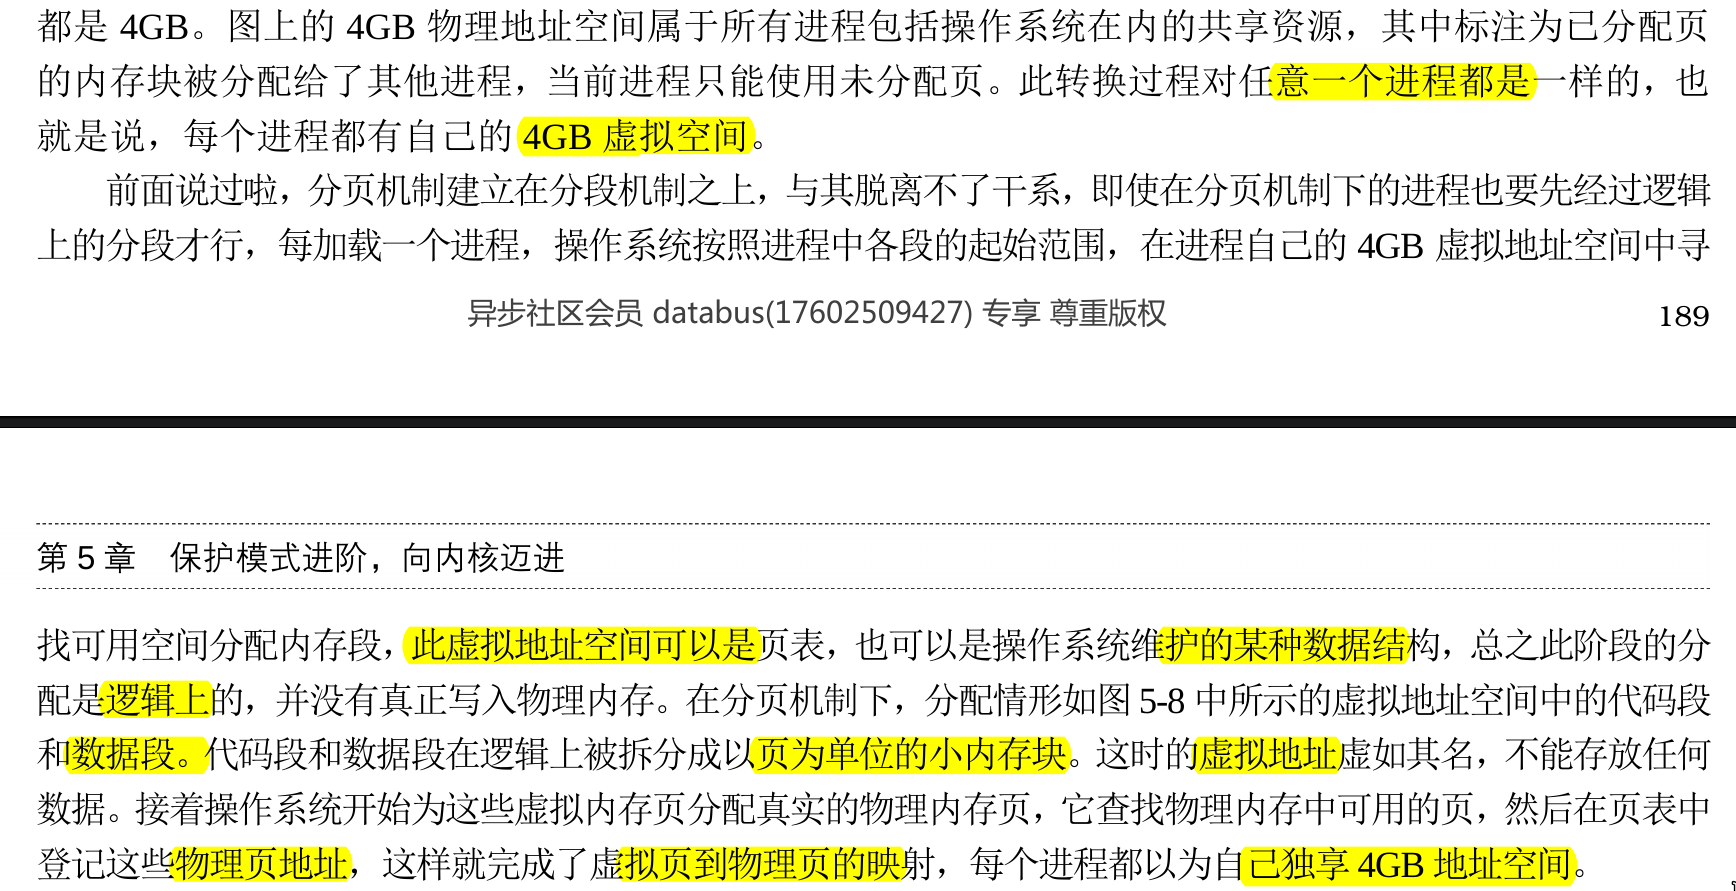 都是 4GB。图上的 4GB 物理地址空间属于所有进程包括操作系统在内的共享资源，其中标注为已分配页
的内存块被分配给了其他进程，当前进程只能使用未分配页。此转换过程对任意一个进程都是一样的，也
就是说，每个进程都有自己的 4GB 虚拟空间。
前面说过啦，分页机制建立在分段机制之上，与其脱离不了干系，即使在分页机制下的进程也要先经过逻辑
上的分段才行，每加载一个进程，操作系统按照进程中各段的起始范围，在进程自己的 4GB 虚拟地址空间中寻
异步社区会员 databus(17602509427) 专享 尊重版权
189
第 5 章 保护模式进阶，向内核迈进
找可用空间分配内存段，此虚拟地址空间可以是页表，也可以是操作系统维护的某种数据结构，总之此阶段的分
配是逻辑上的，并没有真正写入物理内存。在分页机制下，分配情形如图 5-8 中所示的虚拟地址空间中的代码段
和数据段。代码段和数据段在逻辑上被拆分成以页为单位的小内存块。这时的虚拟地址虚如其名，不能存放任何
数据。接着操作系统开始为这些虚拟内存页分配真实的物理内存页，它查找物理内存中可用的页，然后在页表中
登记这些物理页地址，这样就完成了虚拟页到物理页的映射，每个进程都以为自己独享 4GB 地址空间。